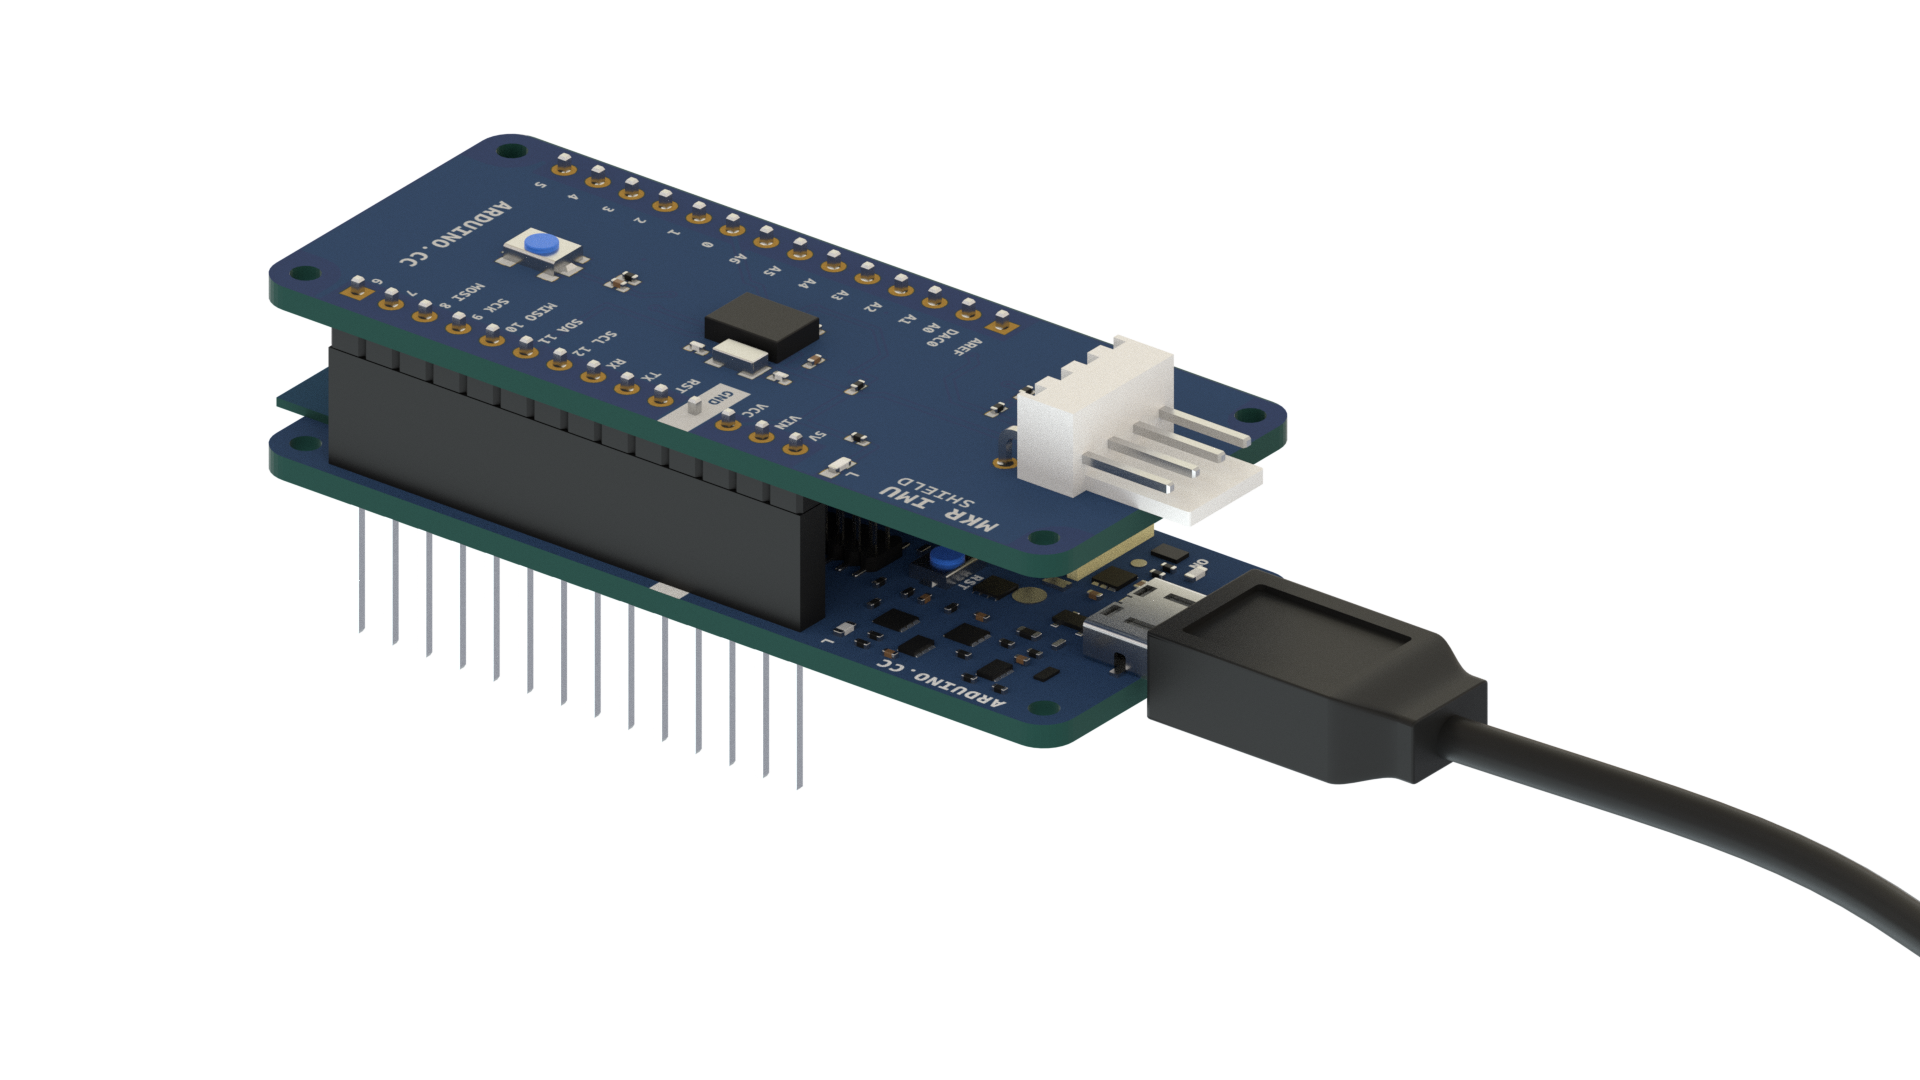 ARDUINO.CC
5
4
3
2
1
0
A6
A5
A4
A3
A2
A1
A0
DAC0
AREF
6
7
MOSI 8
SCK 9
MISO 10
SDA 11
SCL 12
RX
TX
RST
GND
VCC
VIN
5V
L
MKR IMU
SHIELD
RST
ON
L
ARDUINO.CC